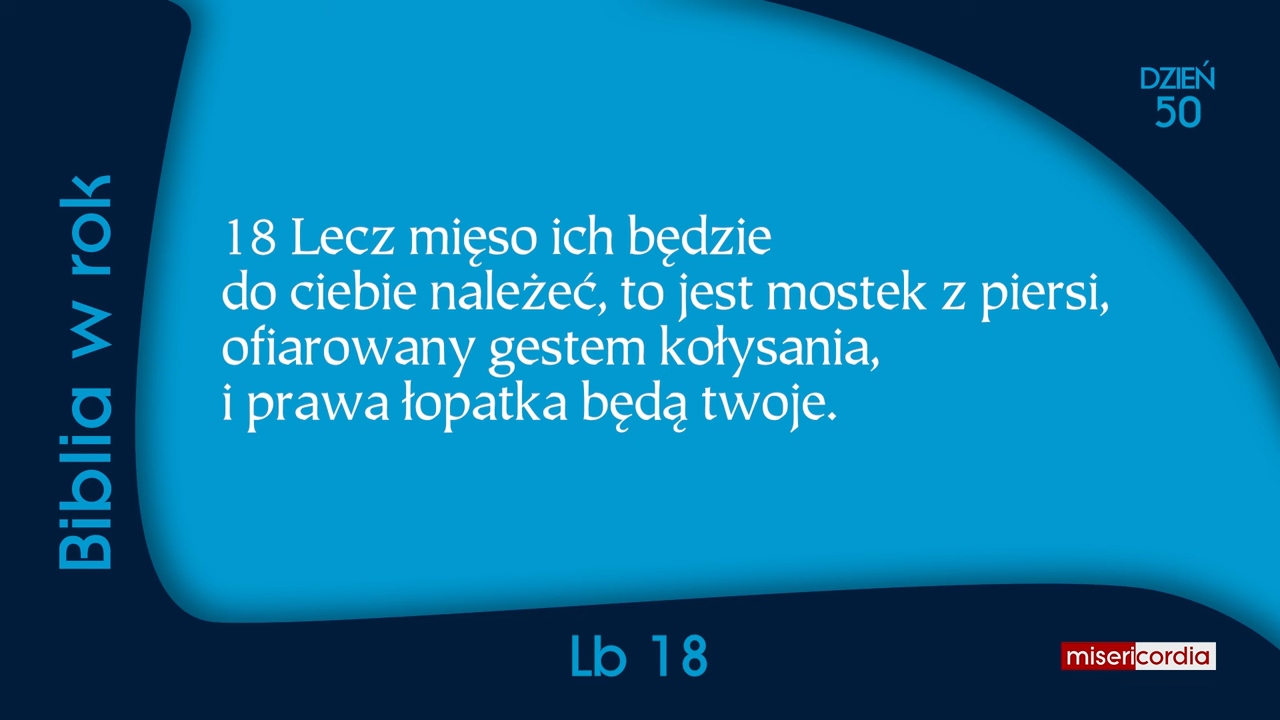 DZIEŃ
50
Biblia w rok
18 Lecz mięso ich będzie
do ciebie należeć, to jest mostek z piersi,
ofiarowany gestem kołysania,
i prawa łopatka będą twoje.
Lb 18
misericordia